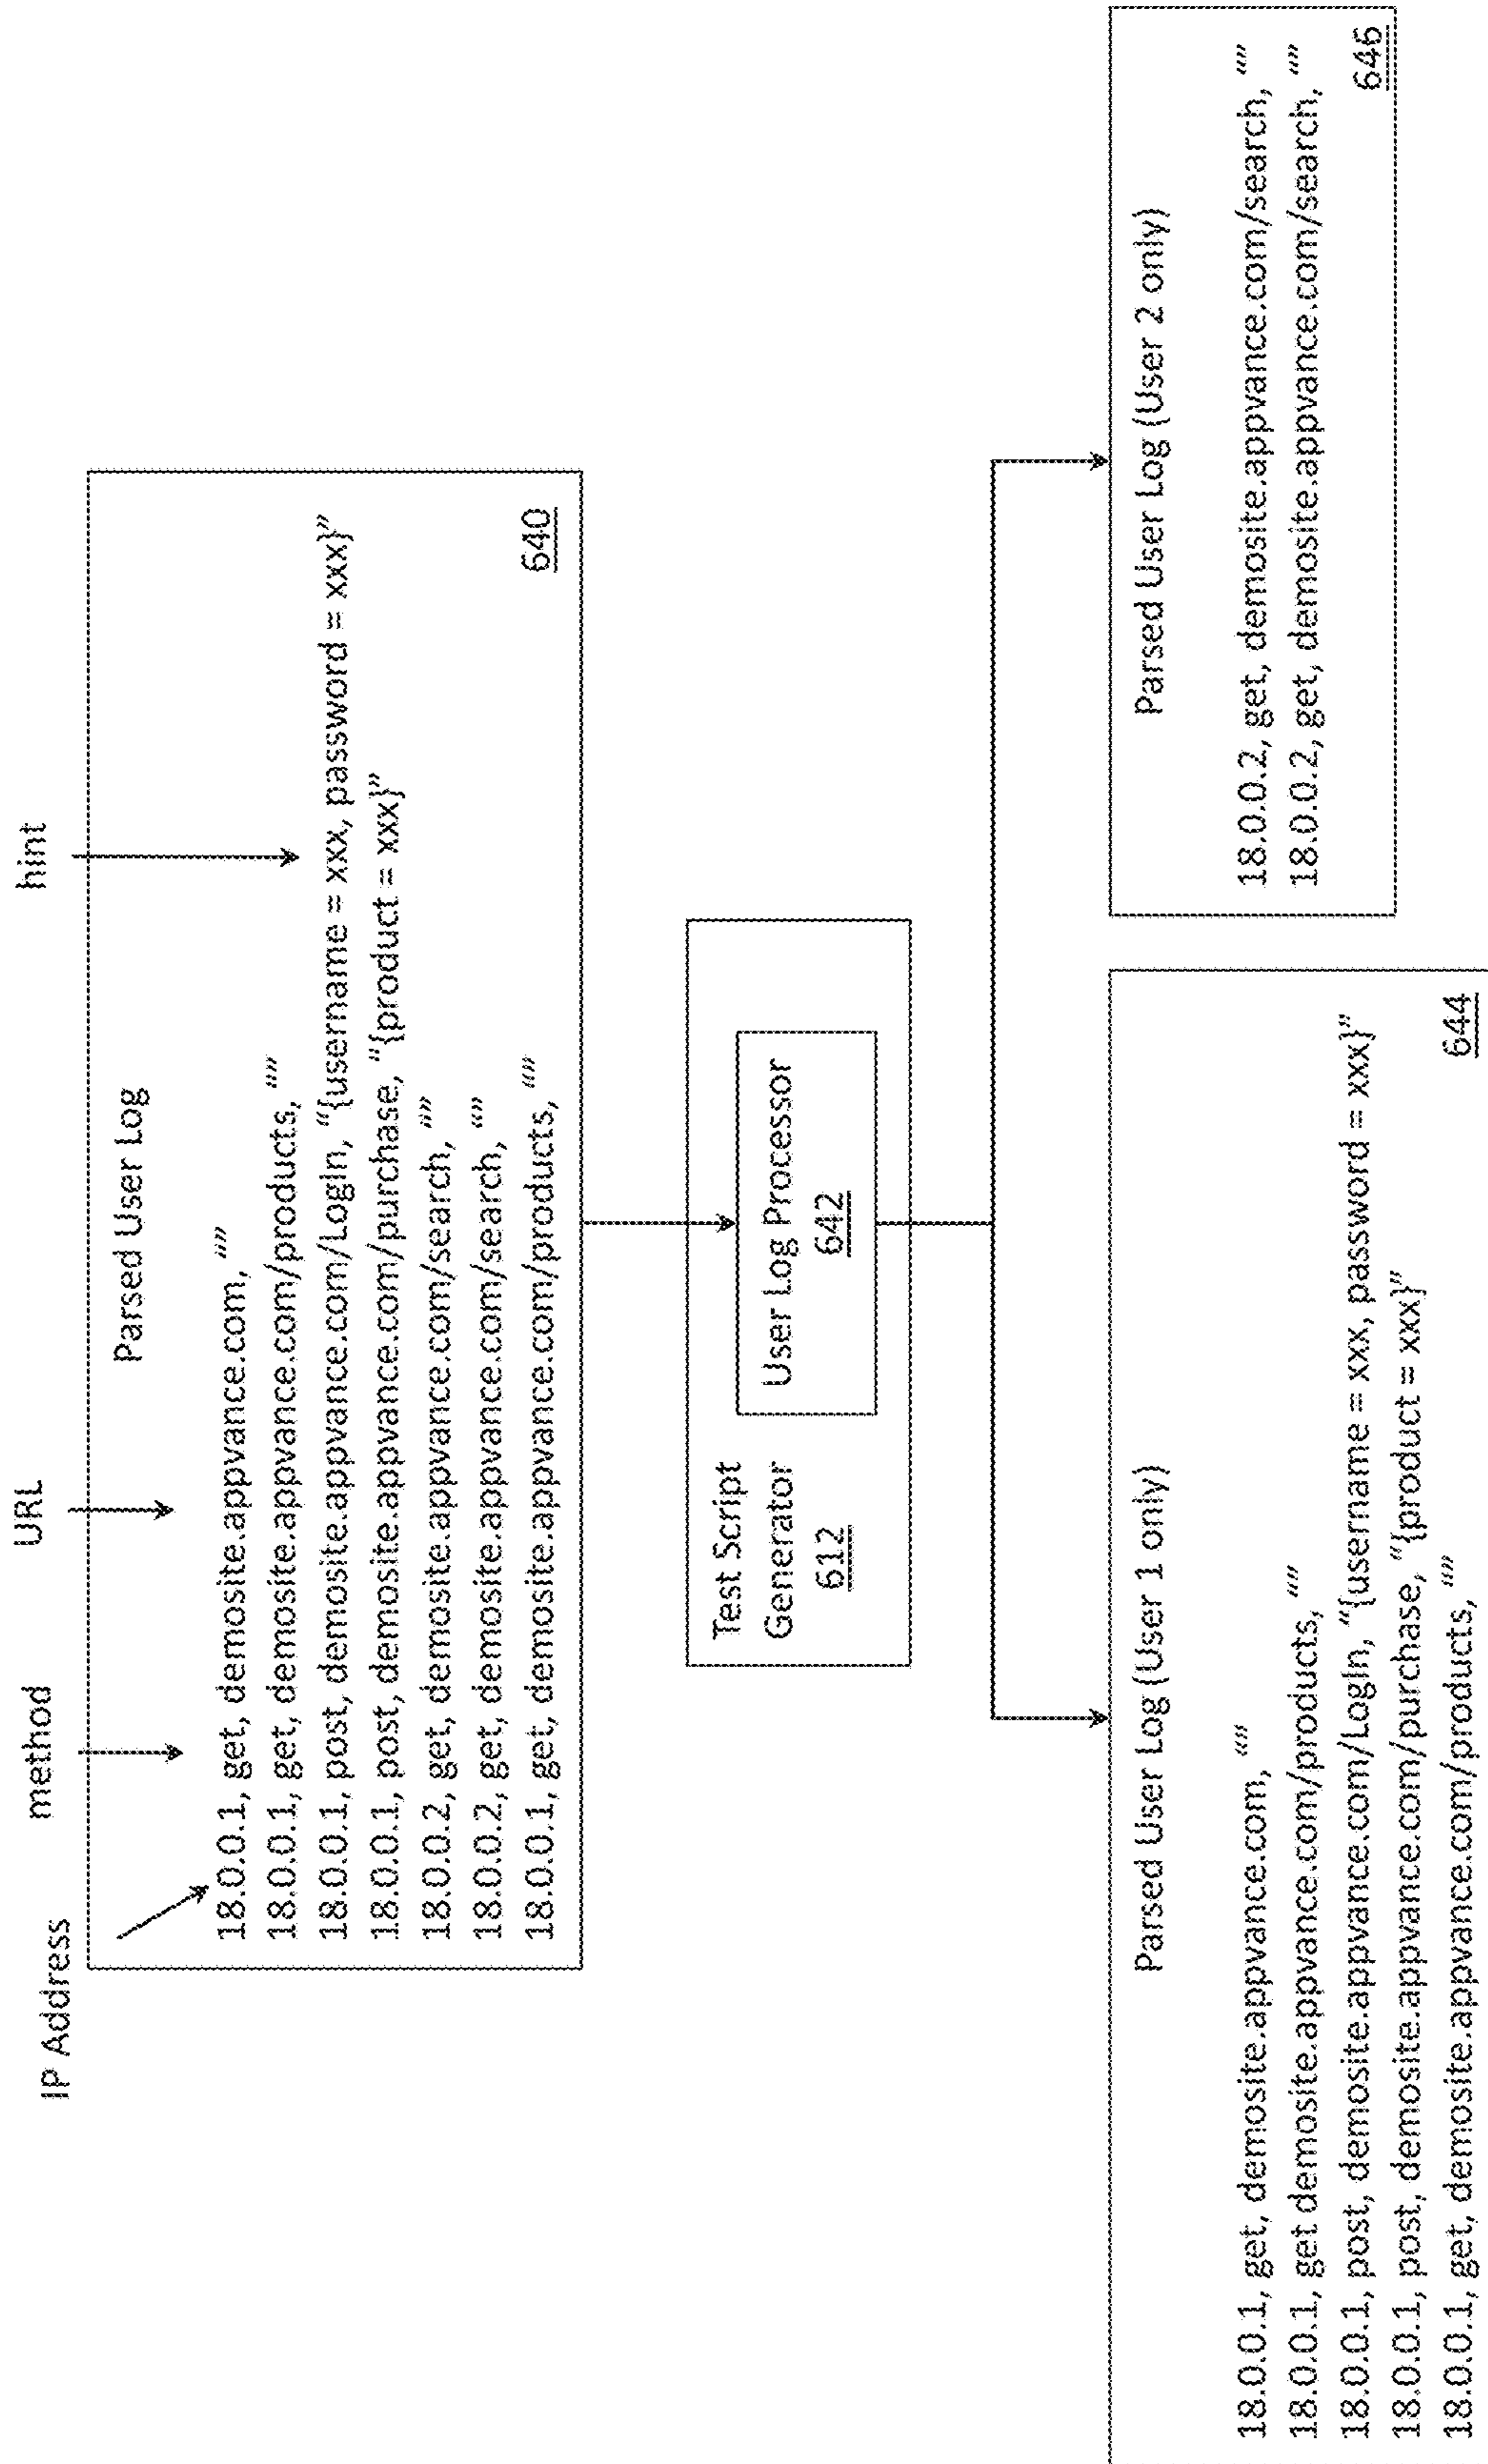 IP Address
method
URL
hint
Parsed User Log
18.0.0.1, get, demosite.appvance.com, “”
18.0.0.1, get, demosite.appvance.com/products, “”
18.0.0.1, post, demosite.appvance.com/LogIn, “{username = xxx, password = xxx}”
18.0.0.1, post, demosite.appvance.com/purchase, “{product = xxx}”
18.0.0.2, get, demosite.appvance.com/search, “”
18.0.0.2, get, demosite.appvance.com/search, “”
18.0.0.1, get, demosite.appvance.com/products, “”
640
Test Script
Generator
612
User Log Processor
642
Parsed User Log (User 1 only)
18.0.0.1, get, demosite.appvance.com, “”
18.0.0.1, get demosite.appvance.com/products, “”
18.0.0.1, post, demosite.appvance.com/LogIn, “{username = xxx, password = xxx}”
18.0.0.1, post, demosite.appvance.com/purchase, “{product = xxx}”
18.0.0.1, get, demosite.appvance.com/products, “”
644
Parsed User Log (User 2 only)
18.0.0.2, get, demosite.appvance.com/search, “”
18.0.0.2, get, demosite.appvance.com/search, “”
646